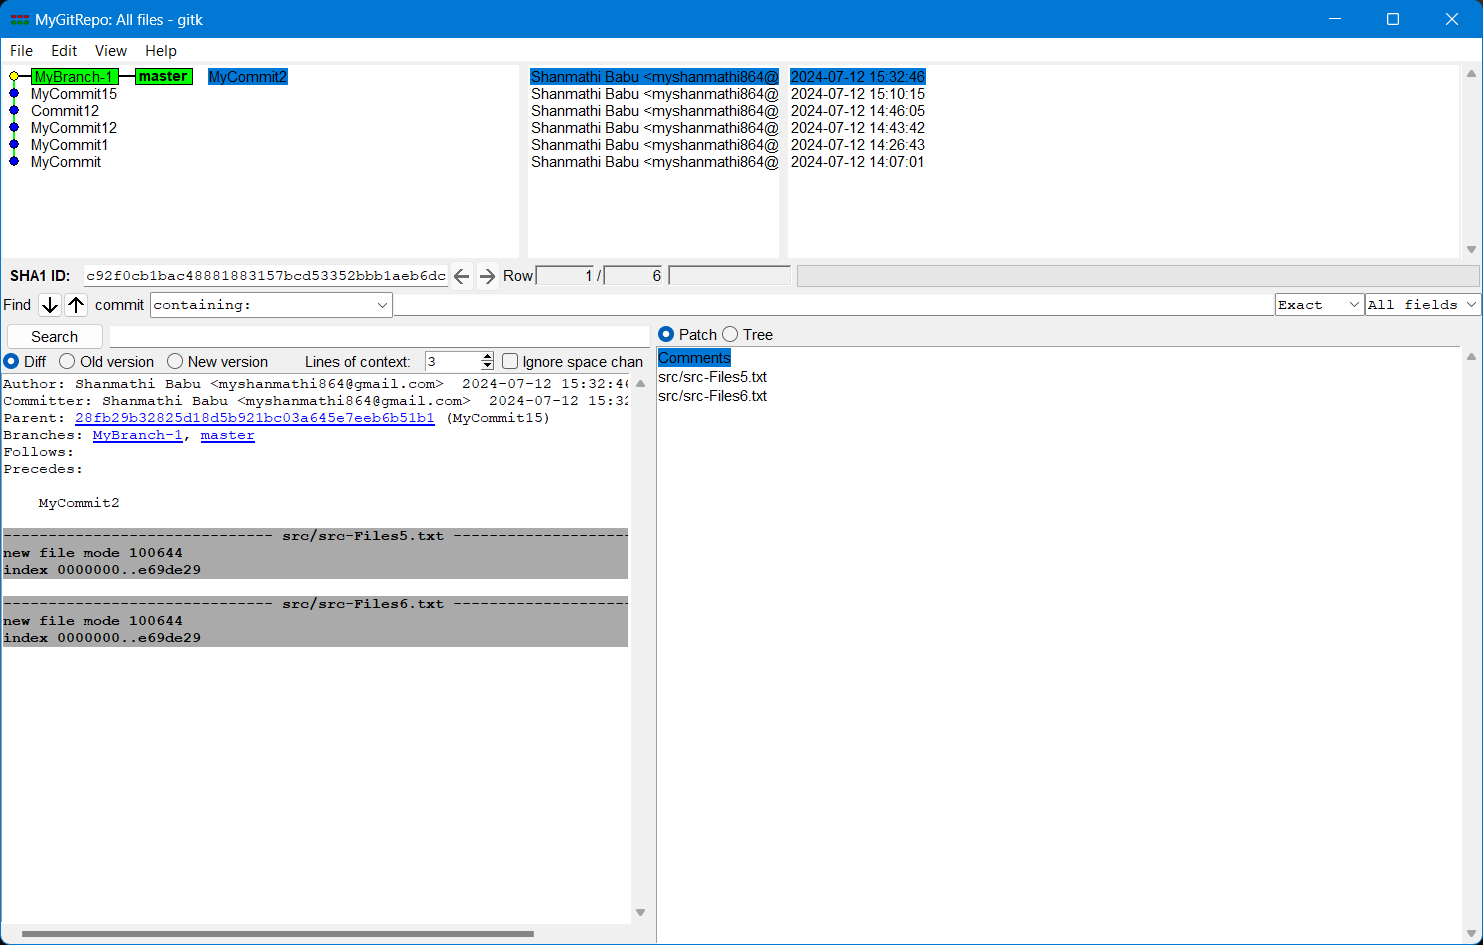 MyGitRepo: All files - gitk
File Edit View Help
MyBranch-1 master MyCommit2 Shanmathi Babu <myshanmathi864@ 2024-07-12 15:32:46
MyCommit15 Shanmathi Babu <myshanmathi864@ 2024-07-12 15:10:15
Commit12 Shanmathi Babu <myshanmathi864@ 2024-07-12 14:46:05
MyCommit12 Shanmathi Babu <myshanmathi864@ 2024-07-12 14:43:42
MyCommit1 Shanmathi Babu <myshanmathi864@ 2024-07-12 14:26:43
MyCommit Shanmathi Babu <myshanmathi864@ 2024-07-12 14:07:01
SHA1 ID: c92f0cb1bac48881883157bcd53352bbb1aeb6dc Row 1 / 6
Find commit containing: Exact All fields
Search
Diff Old version New version Lines of context: 3 Ignore space chan
Author: Shanmathi Babu <myshanmathi864@gmail.com> 2024-07-12 15:32:46
Committer: Shanmathi Babu <myshanmathi864@gmail.com> 2024-07-12 15:32
Parent: 28fb29b32825d18d5b921bc03a645e7eeb6b51b1 (MyCommit15)
Branches: MyBranch-1, master
Follows:
Precedes:
MyCommit2
------------------------------ src/src-Files5.txt --------------------
new file mode 100644
index 0000000..e69de29
------------------------------ src/src-Files6.txt --------------------
new file mode 100644
index 0000000..e69de29
Patch Tree
Comments
src/src-Files5.txt
src/src-Files6.txt